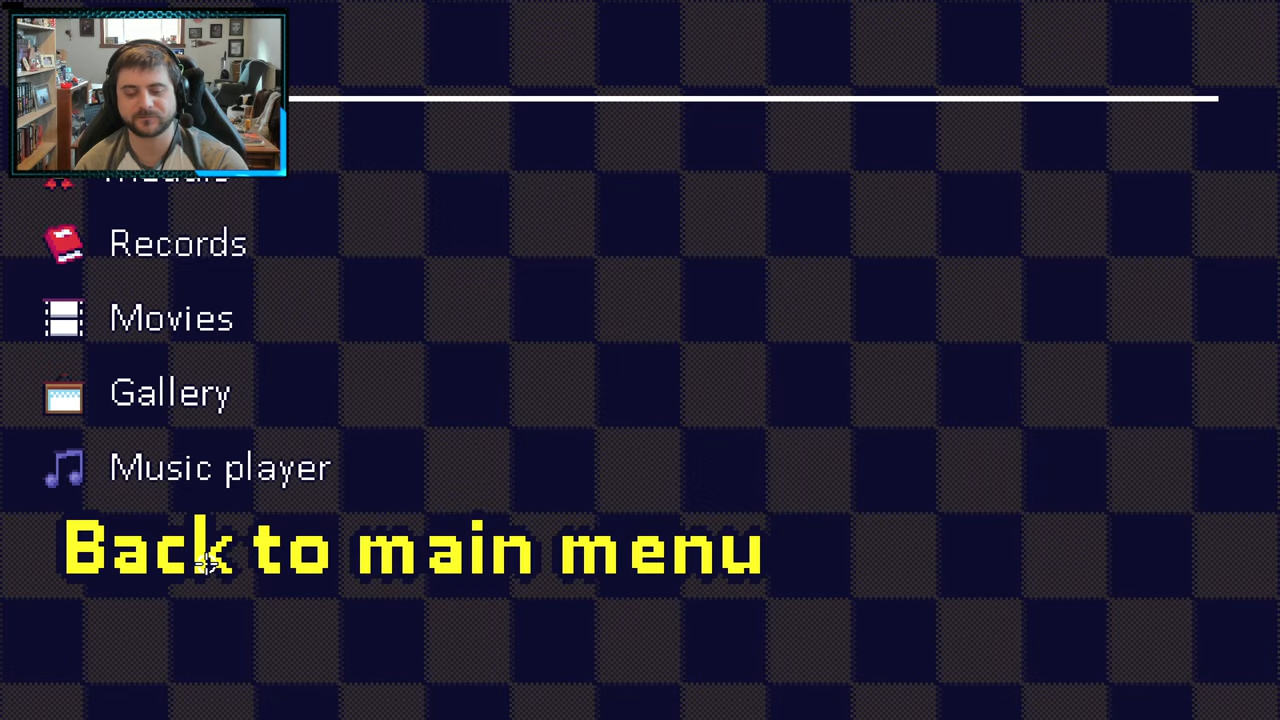 Records
Movies
Gallery
Music player
Back to main menu